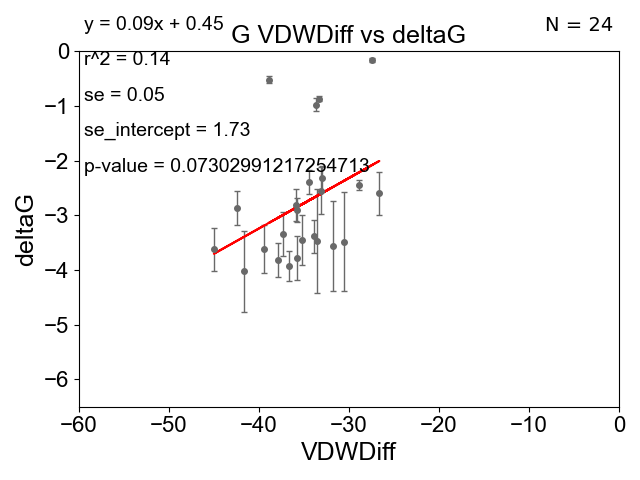 y = 0.09x + 0.45
N = 24
G VDWDiff vs deltaG
r^2 = 0.14
se = 0.05
se_intercept = 1.73
p-value = 0.07302991217254713
0
−1
−2
−3
−4
−5
−6
deltaG
−60 −50 −40 −30 −20 −10 0
VDWDiff